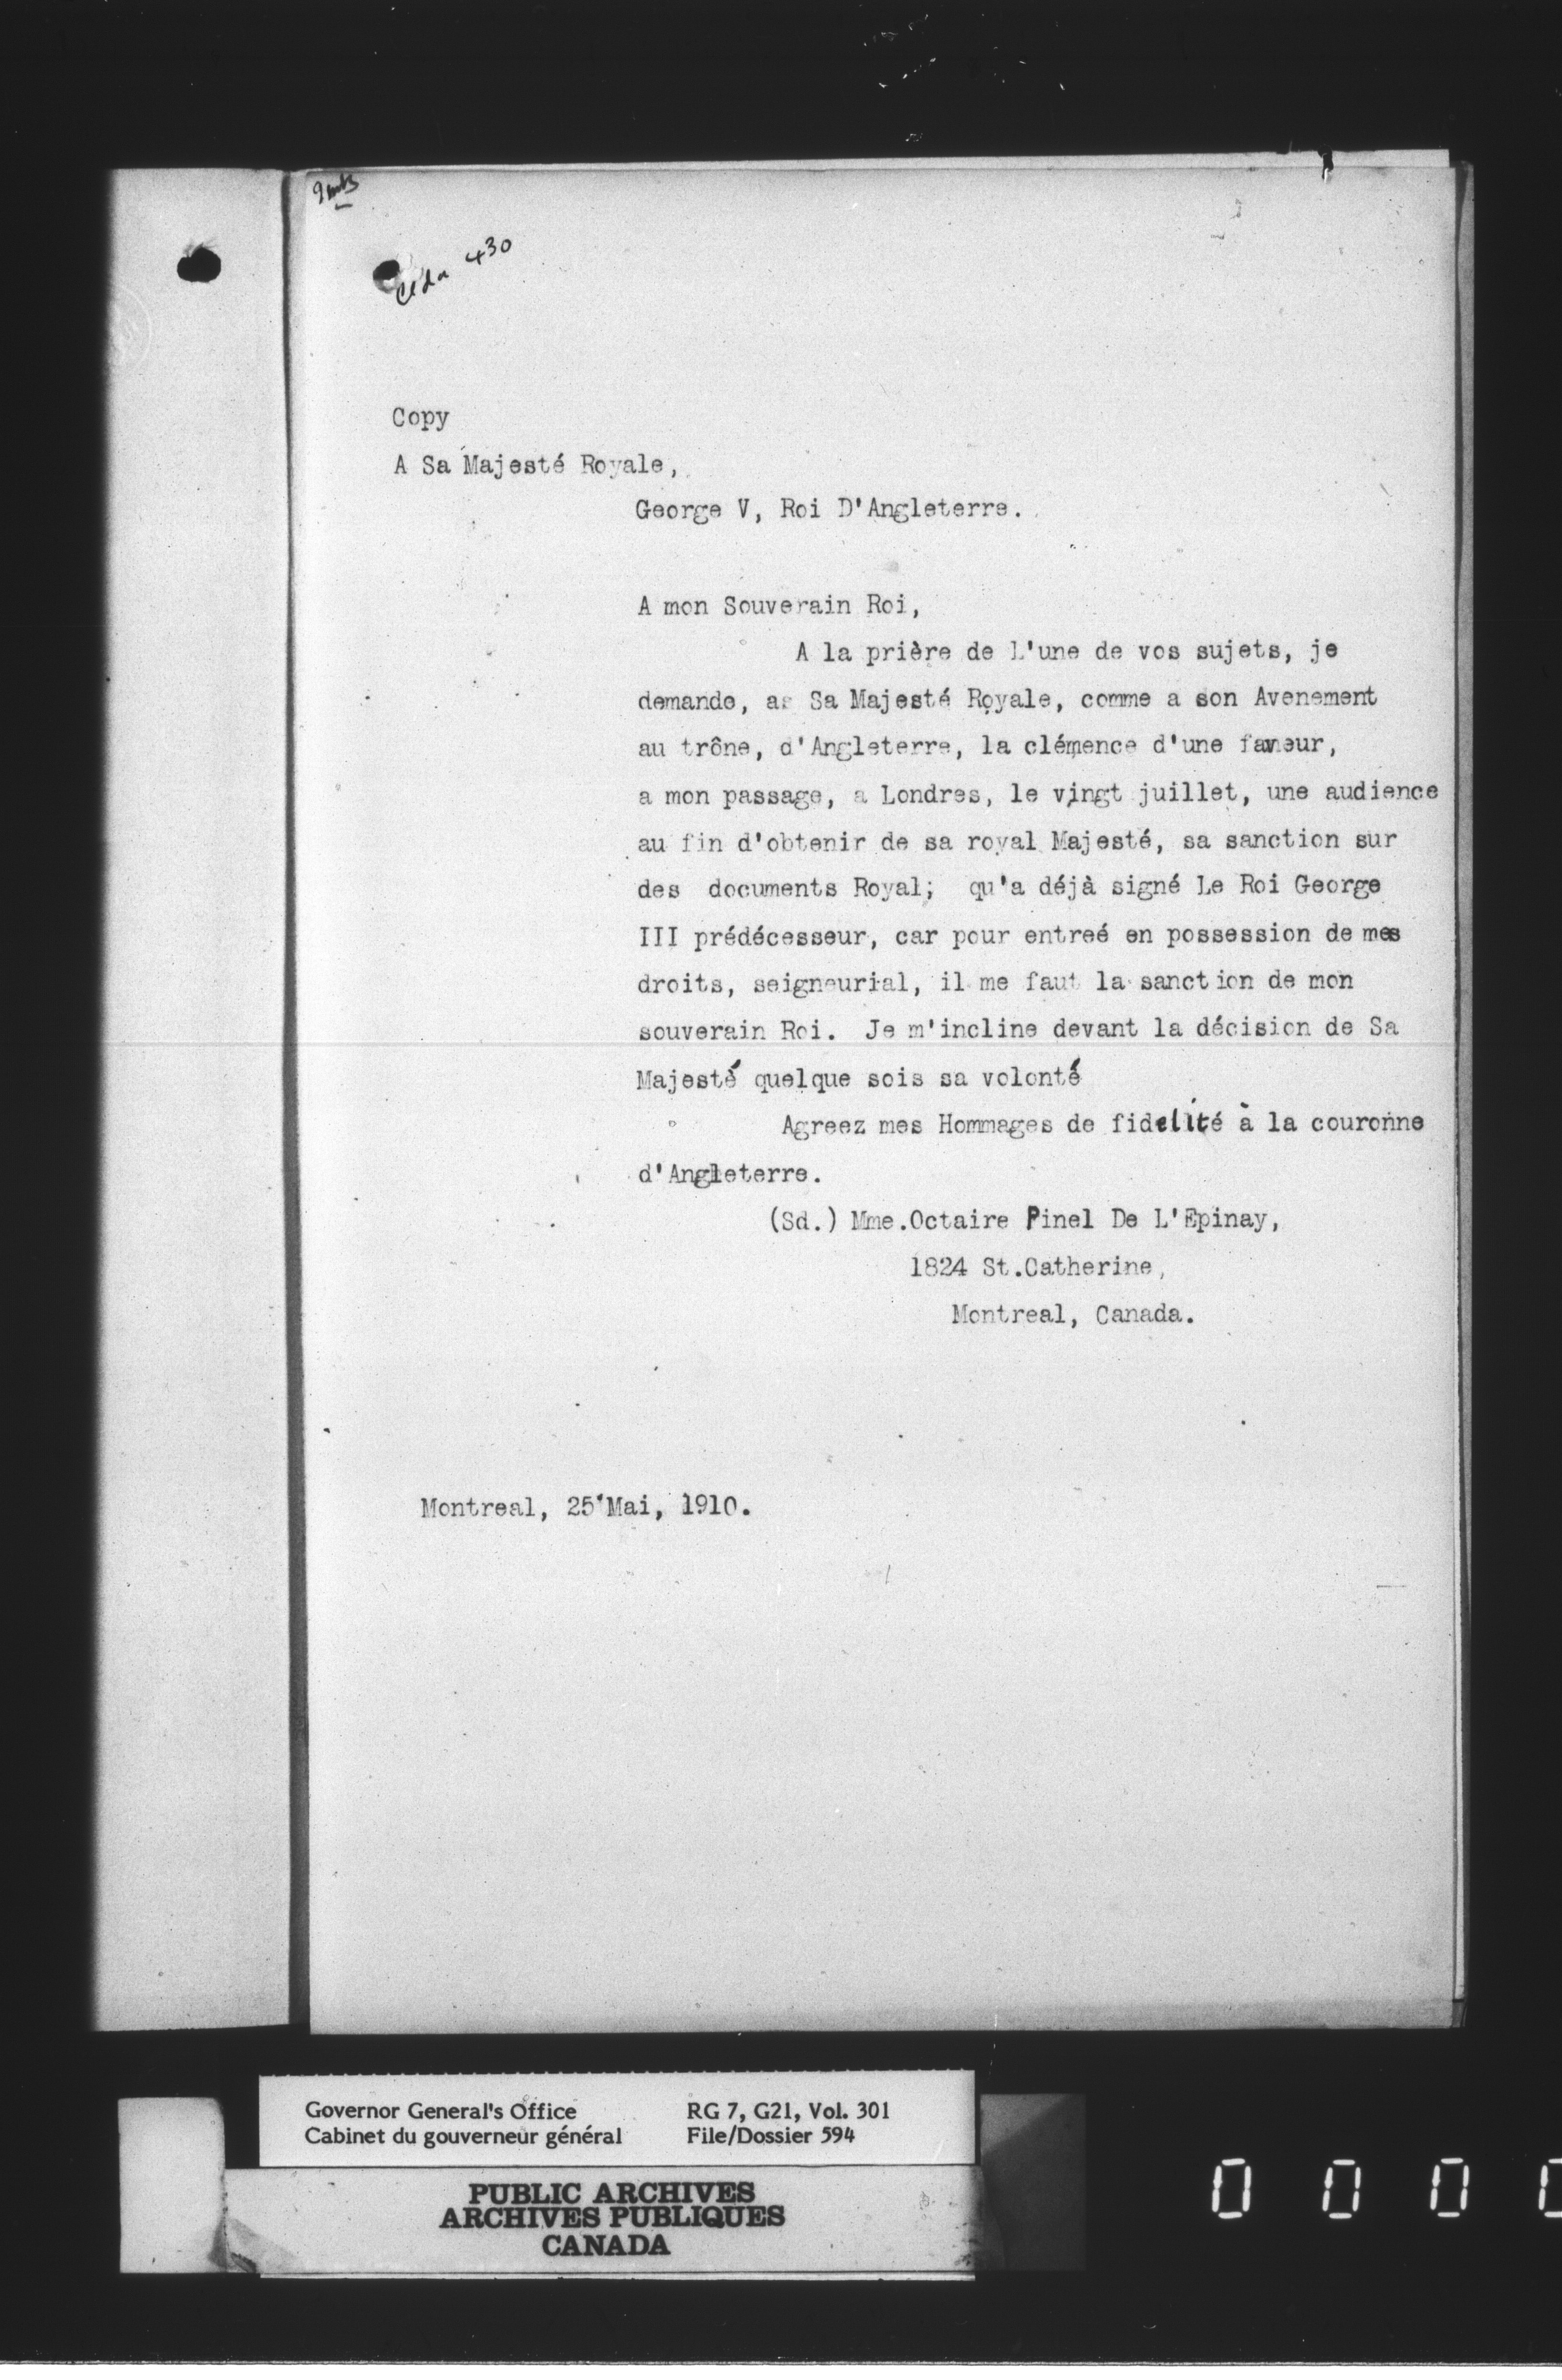 430
Copy
A Sa Majesté Royale,
George V, Roi D'Angleterre.
A mon Souverain Roi,
A la prière de L'une de vos sujets, je
demande, a Sa Majesté Royale, comme a son Avenement
au trône, d'Angleterre, la clémence d'une faveur,
a mon passage, a Londres, le vingt juillet, une audience
au fin d'obtenir de sa royal Majesté, sa sanction sur
des documents Royal; qu'a déjà signé Le Roi George
III prédécesseur, car pour entreé en possession de mes
droits, seigneurial, il me faut la sanction de mon
souverain Roi. Je m'incline devant la décision de Sa
Majesté quelque sois sa volonté
Agreez mes Hommages de fidelité à la couronne
d'Angleterre.
(Sd.) Mme.Octaire Pinel De L'Epinay,
1824 St.Catherine,
Montreal, Canada.
Montreal, 25 Mai, 1910.
Governor General's Office RG 7, G21, Vol. 301
Cabinet du gouverneur général File/Dossier 594
PUBLIC ARCHIVES
ARCHIVES PUBLIQUES
CANADA
0 0 0